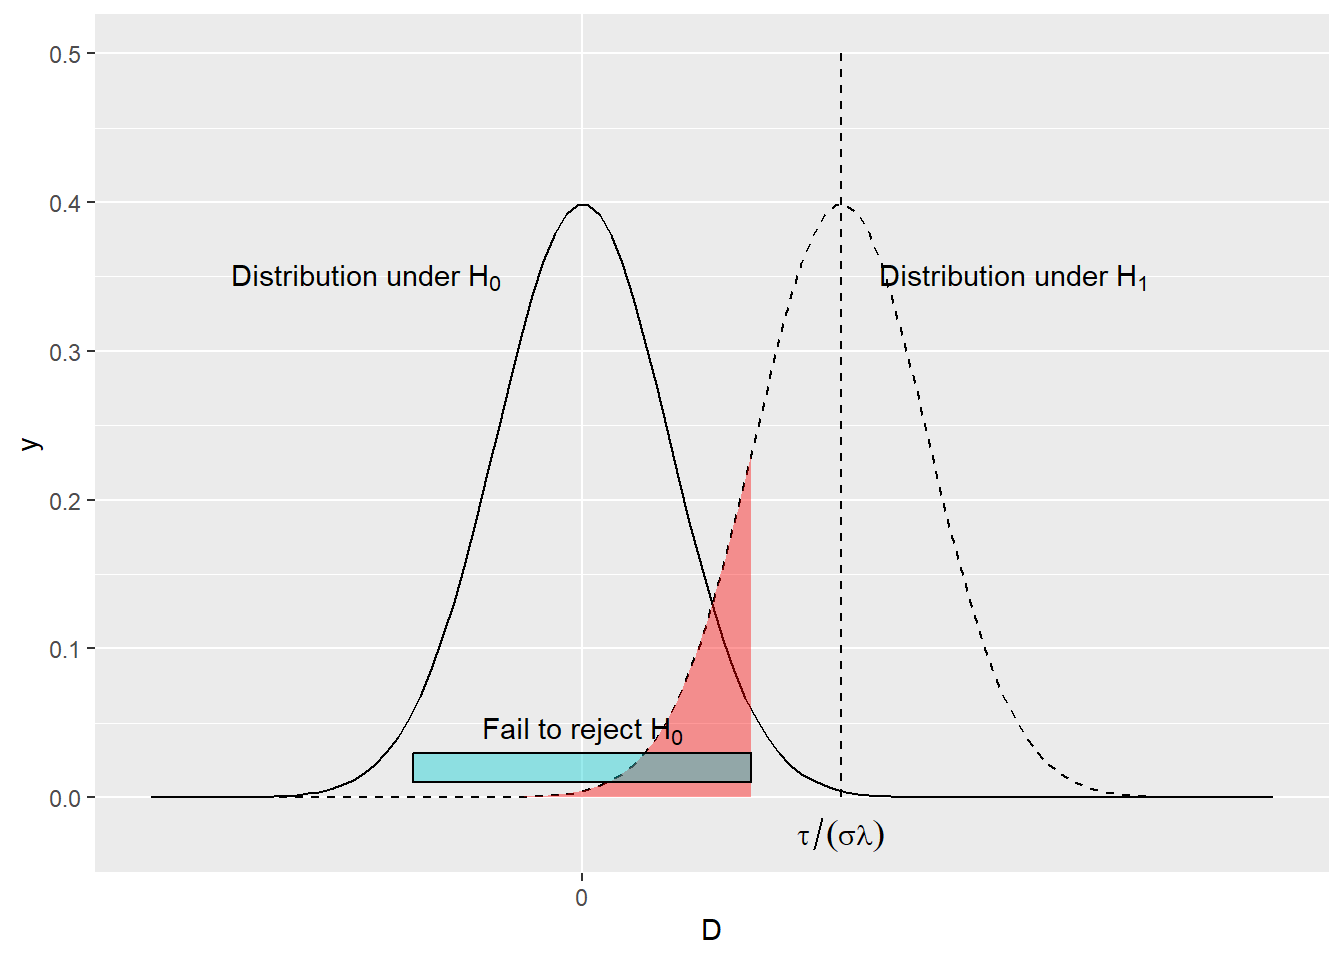 0.5
0.4
Distribution under H₀
Distribution under H₁
0.3
y
0.2
0.1
Fail to reject H₀
0.0
τ/(σλ)
0
D